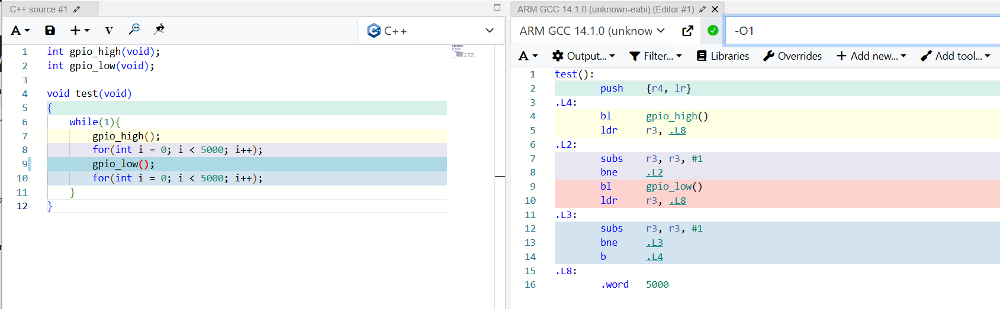 C++ source #1
A
V
C++
1 int gpio_high(void);
2 int gpio_low(void);
3
4 void test(void)
5 {
6 while(1){
7 gpio_high();
8 for(int i = 0; i < 5000; i++);
9 gpio_low();
10 for(int i = 0; i < 5000; i++);
11 }
12 }
ARM GCC 14.1.0 (unknown-eabi) (Editor #1)
ARM GCC 14.1.0 (unknow
-O1
A Output... Filter... Libraries Overrides + Add new... Add tool...
1 test():
2 push {r4, lr}
3 .L4:
4 bl gpio_high()
5 ldr r3, .L8
6 .L2:
7 subs r3, r3, #1
8 bne .L2
9 bl gpio_low()
10 ldr r3, .L8
11 .L3:
12 subs r3, r3, #1
13 bne .L3
14 b .L4
15 .L8:
16 .word 5000